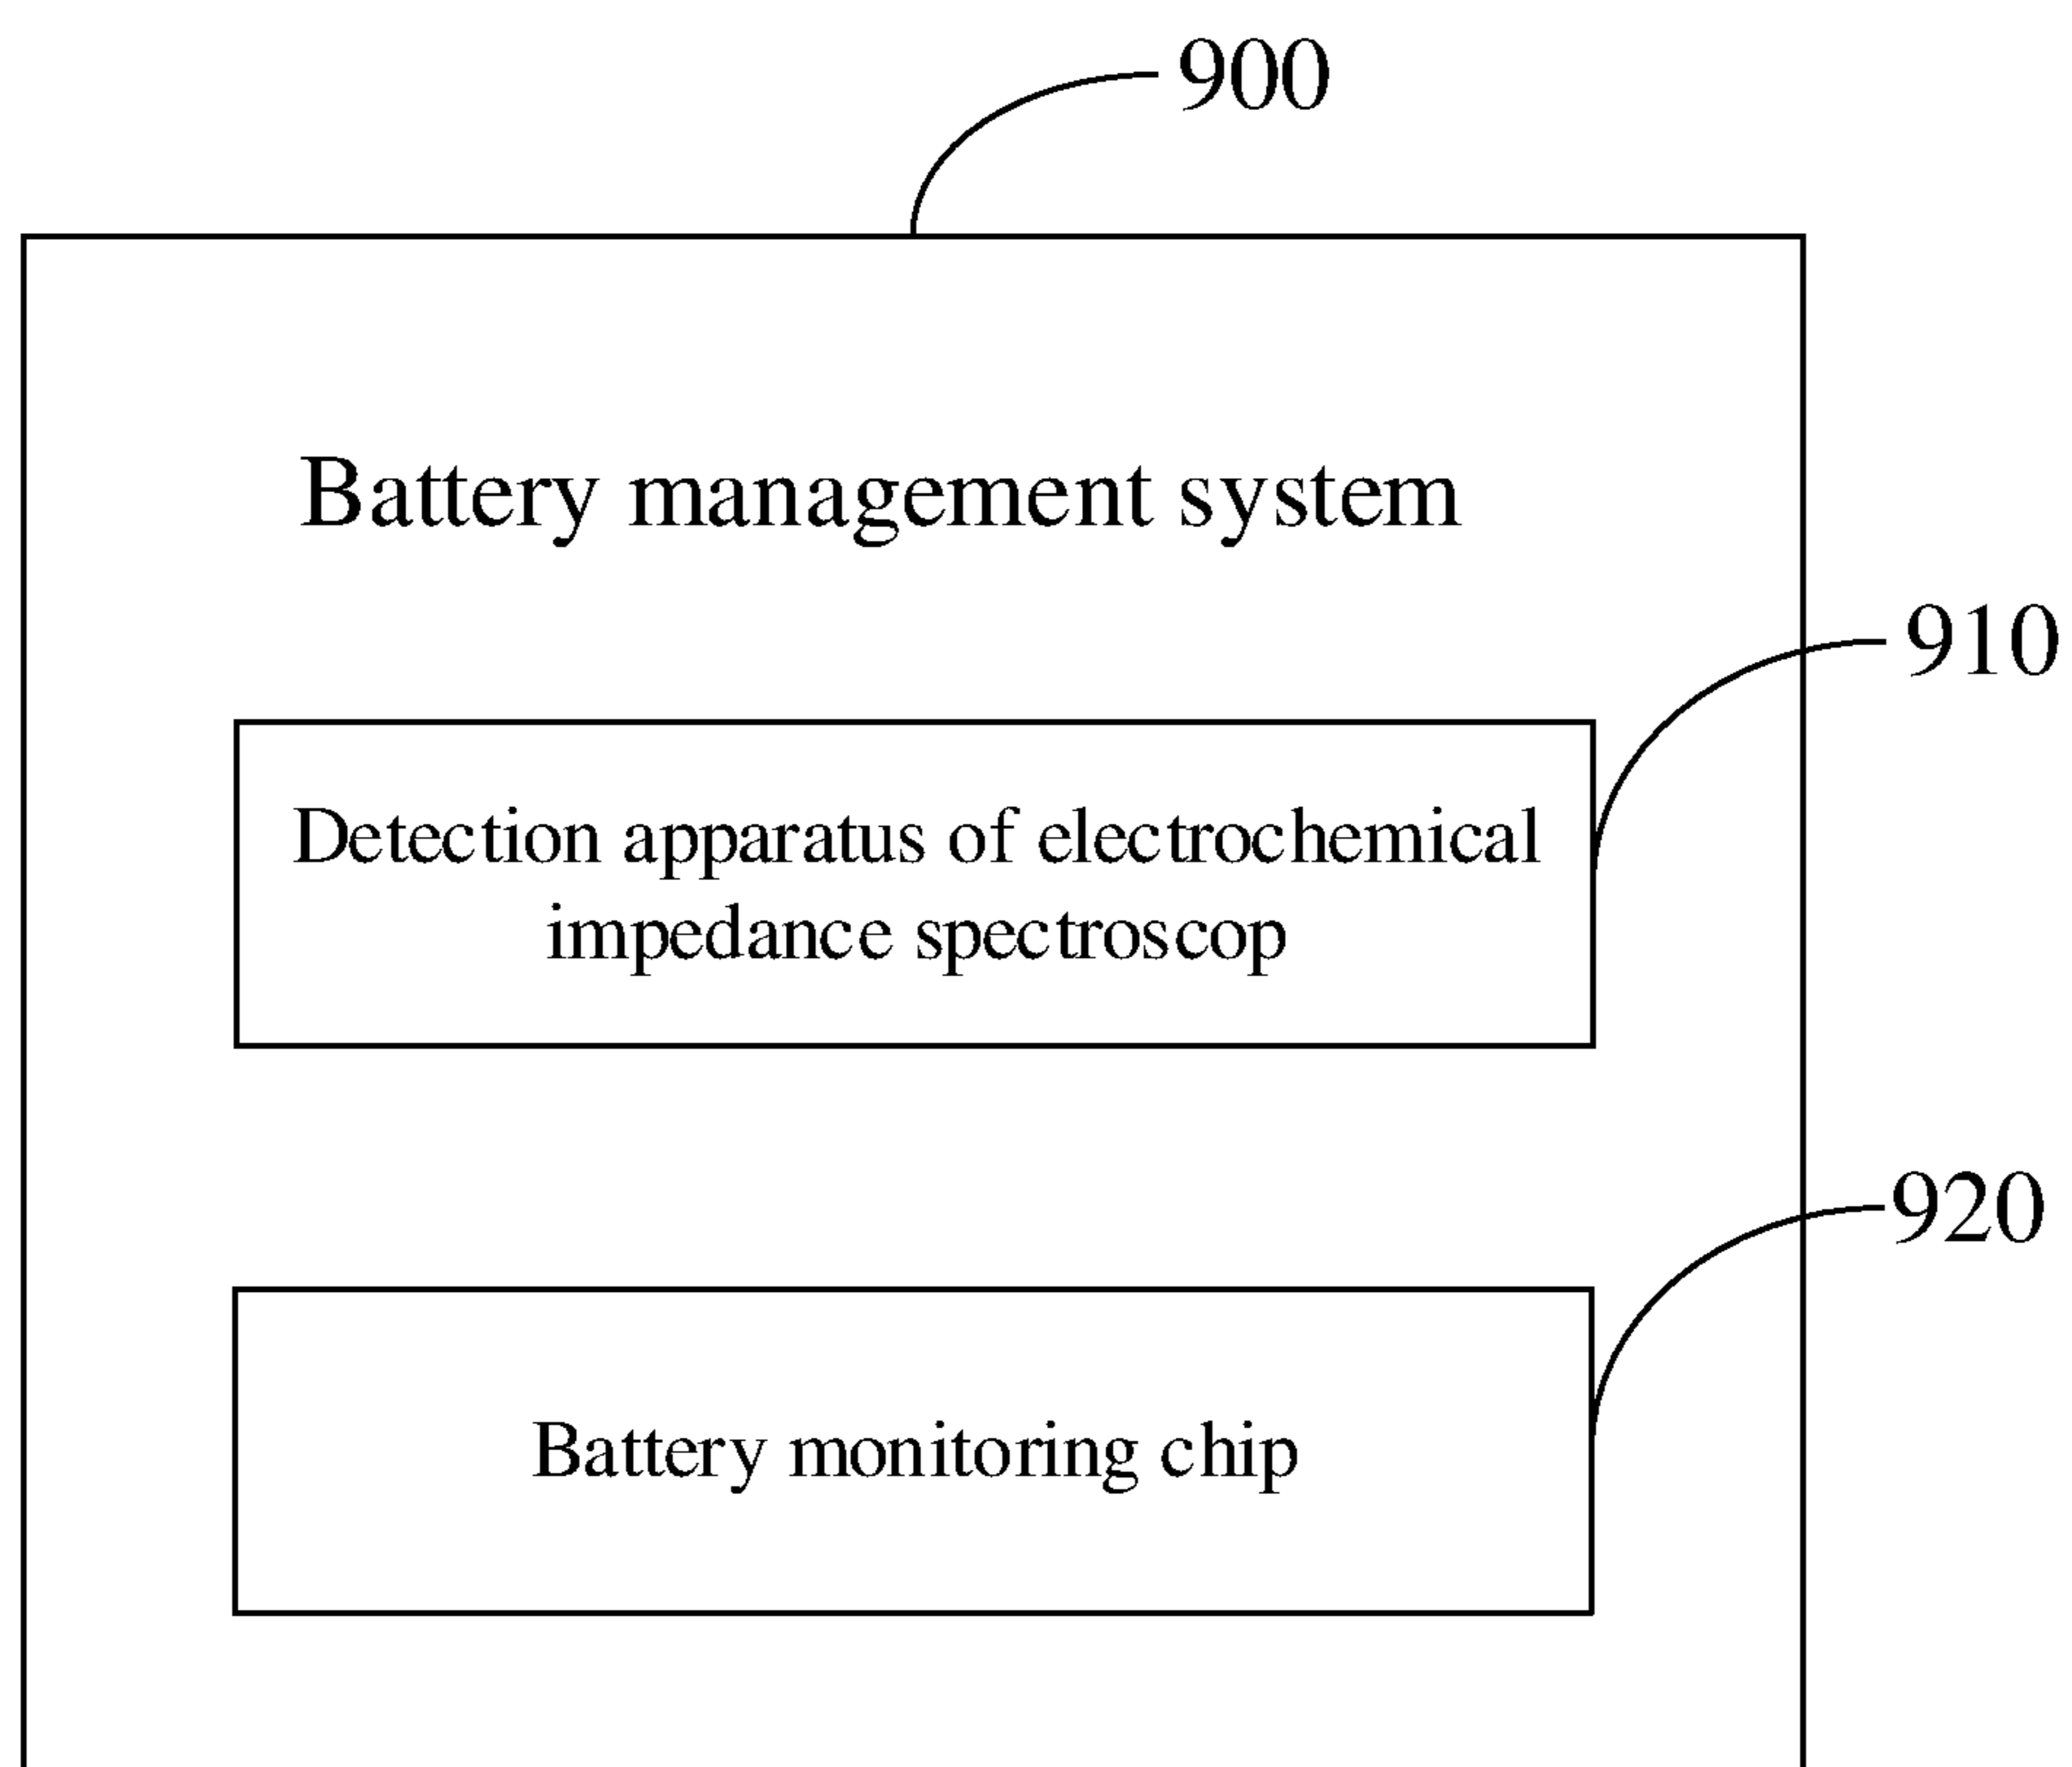 900
Battery management system
910
Detection apparatus of electrochemical
impedance spectroscop
920
Battery monitoring chip